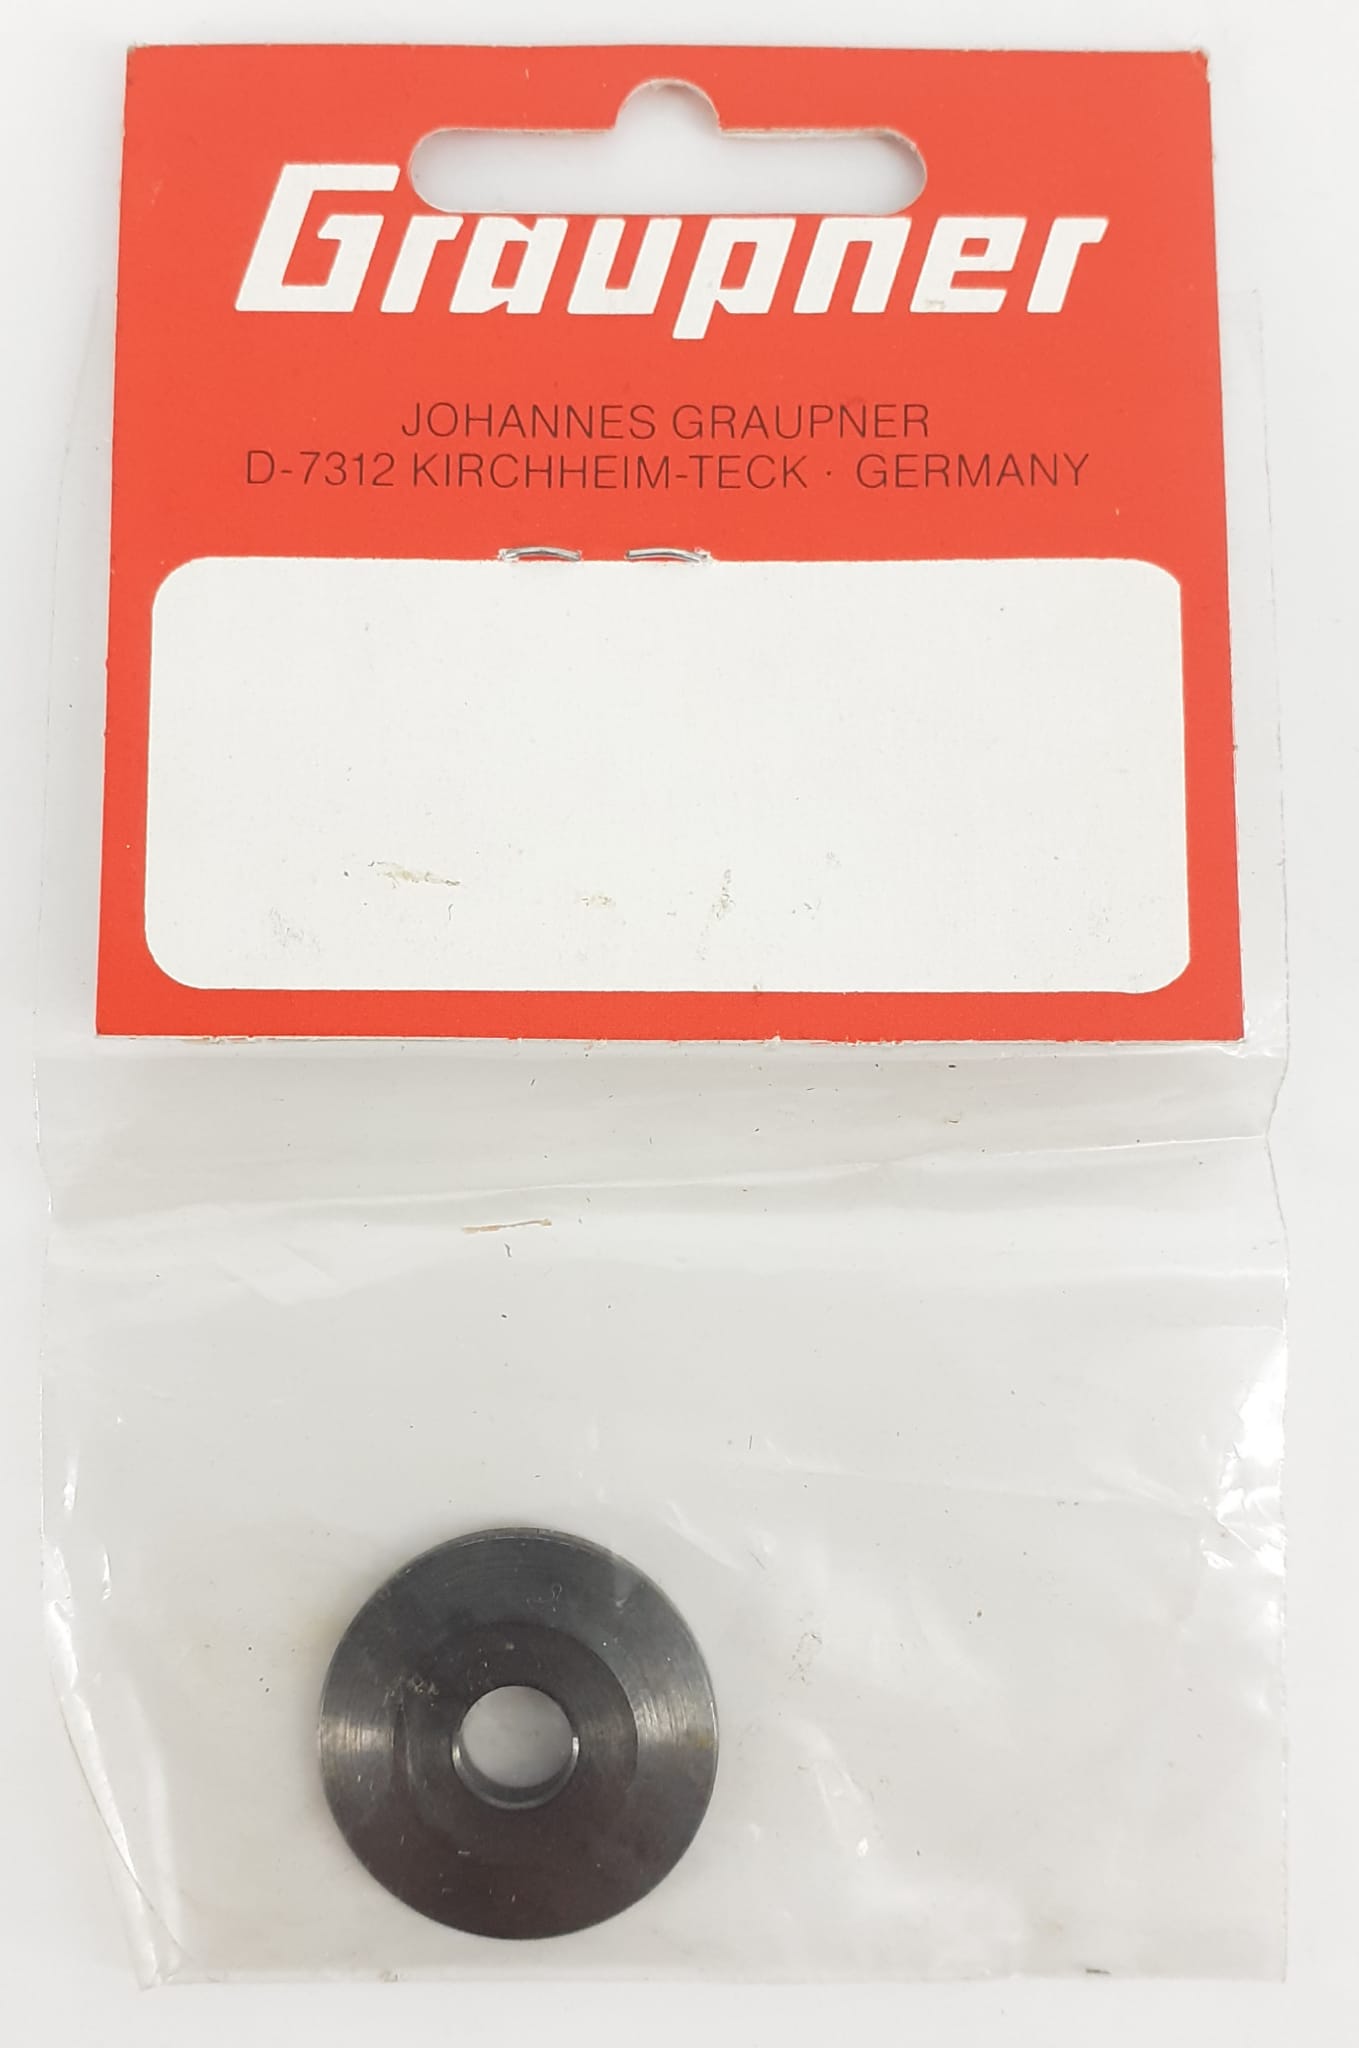 Graupner
JOHANNES GRAUPNER
D-7312 KIRCHHEIM-TECK · GERMANY